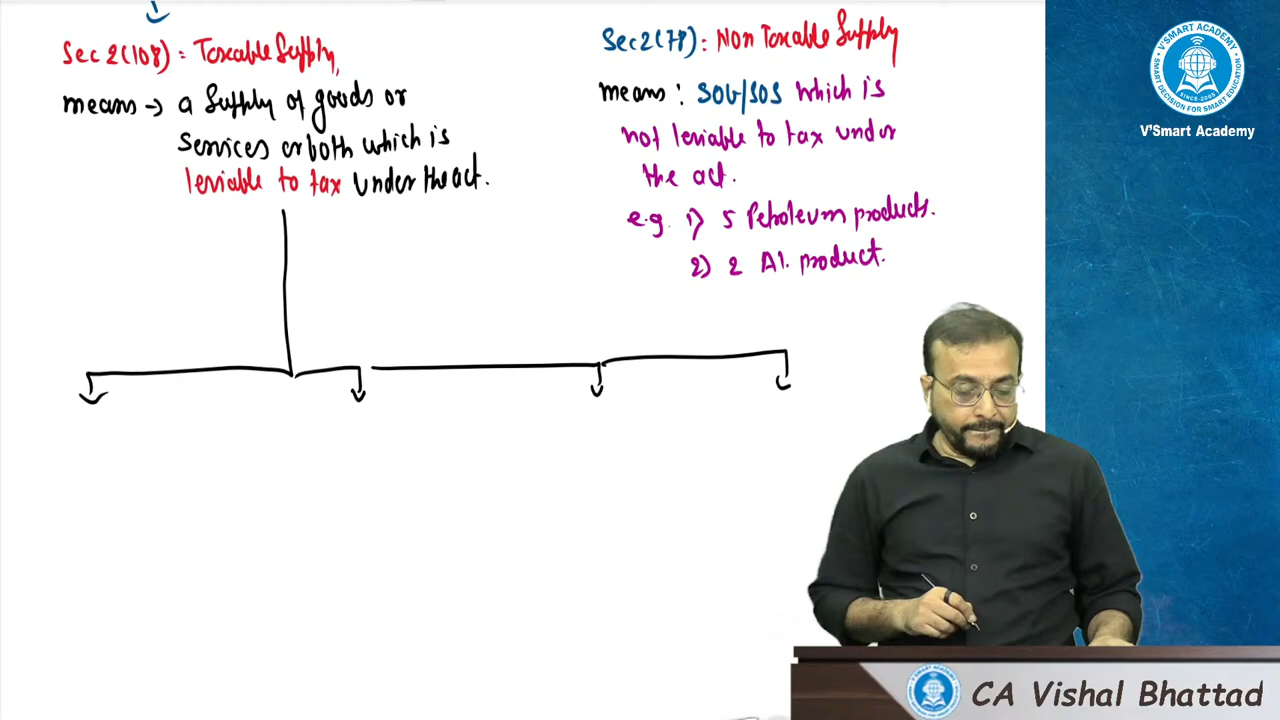 Sec 2(108) : Taxable Supply,
means → a Supply of goods or
Services or both which is
leviable to tax under the act.
Sec 2(78) : Non Taxable Supply
means : SOG/SOS which is
not leviable to tax under
the act.
e.g. 1) 5 Petroleum products.
2) 2 Al. product.
V'SMART ACADEMY
SINCE-2005
SMART DECISION FOR SMART EDUCATION
V'Smart Academy
CA Vishal Bhattad